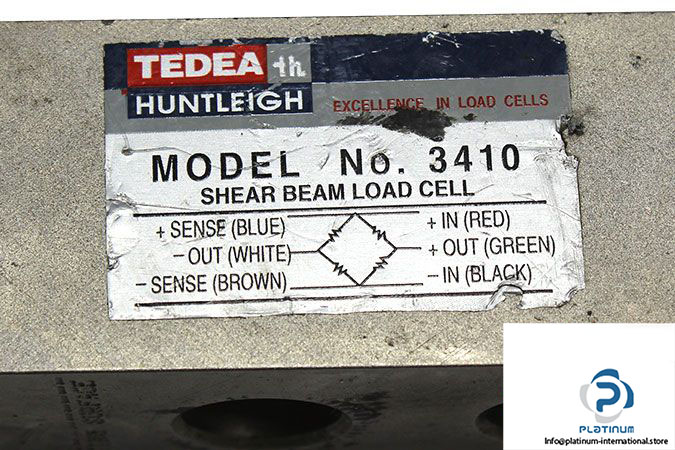 TEDEA th
HUNTLEIGH
EXCELLENCE IN LOAD CELLS
MODEL No. 3410
SHEAR BEAM LOAD CELL
+ SENSE (BLUE) + IN (RED)
- OUT (WHITE) + OUT (GREEN)
- SENSE (BROWN) - IN (BLACK)
PLATINUM
Info@platinum-international.store